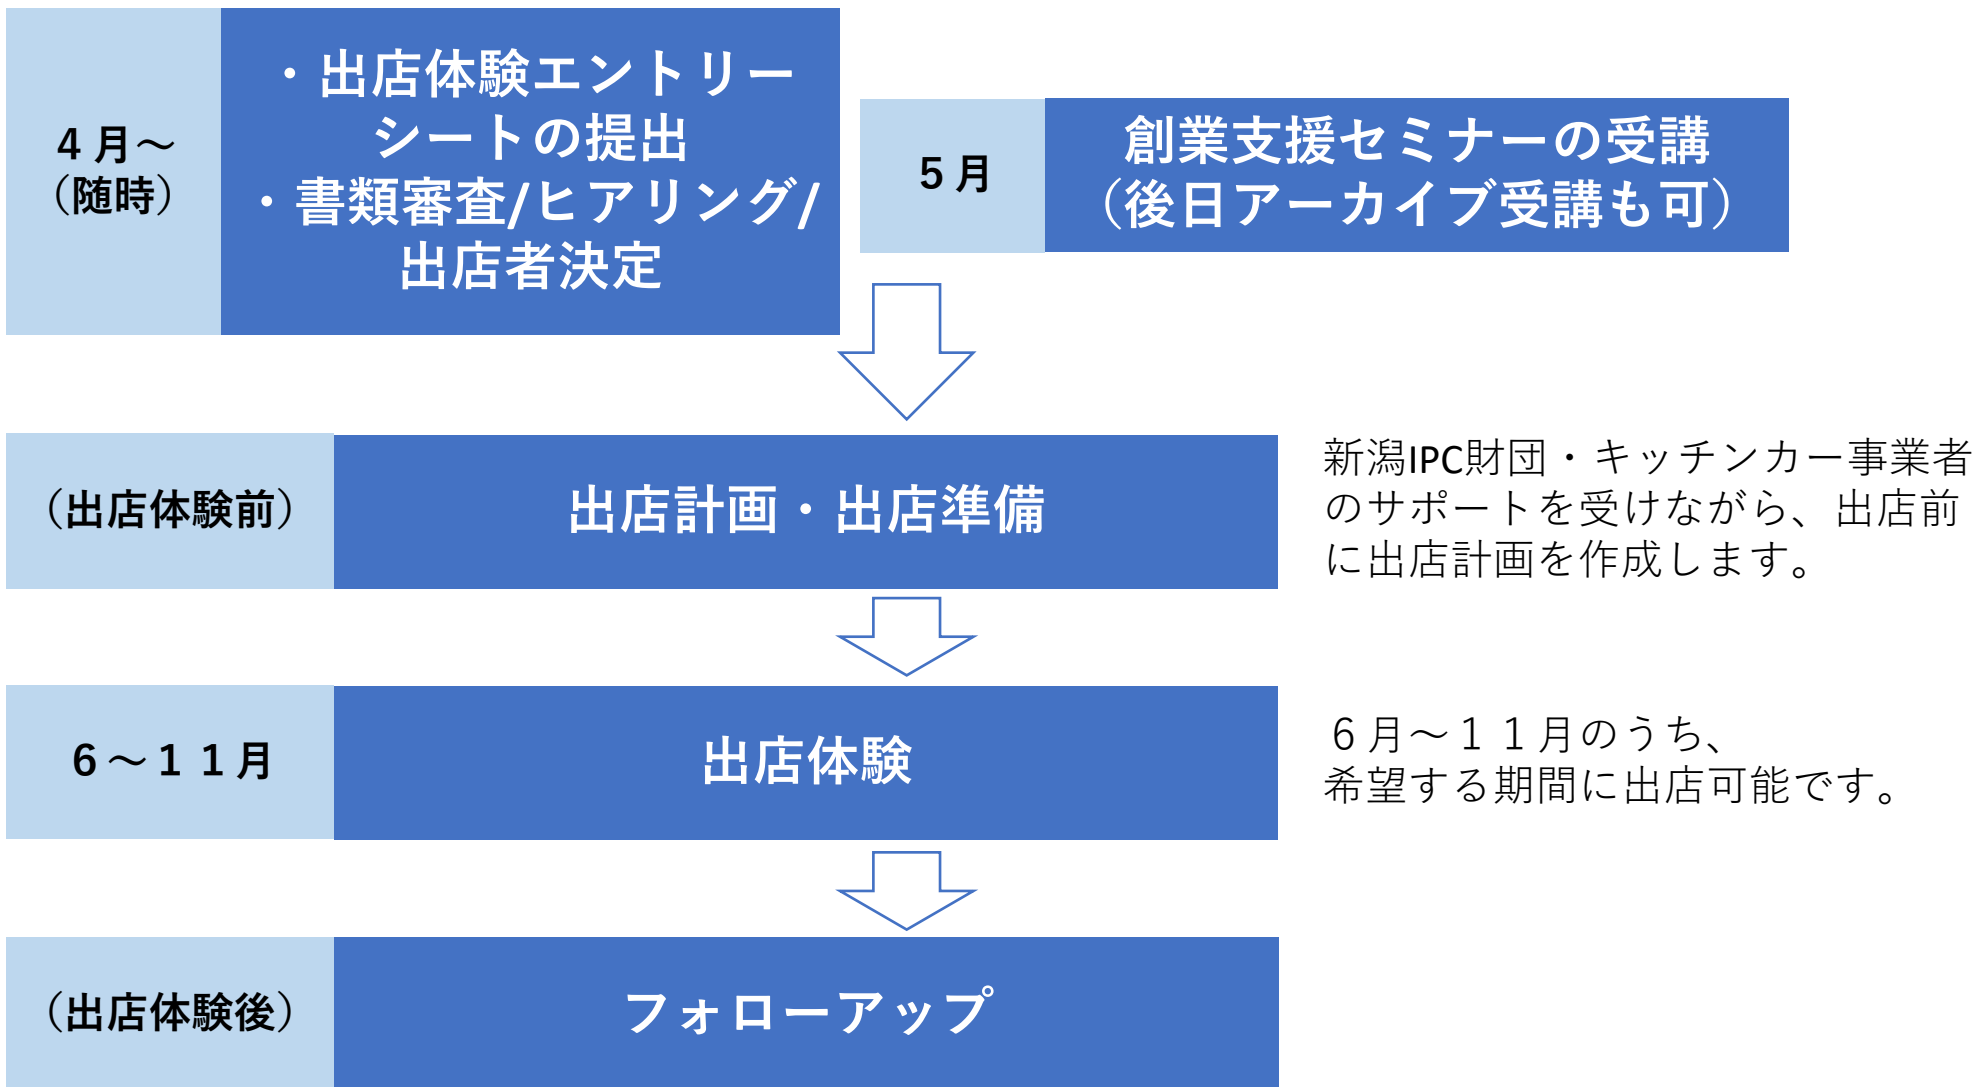 4月～
（随時）
・出店体験エントリー
シートの提出
・書類審査/ヒアリング/
出店者決定
5月
創業支援セミナーの受講
（後日アーカイブ受講も可）
（出店体験前）
出店計画・出店準備
新潟IPC財団・キッチンカー事業者
のサポートを受けながら、出店前
に出店計画を作成します。
6～１１月
出店体験
６月～１１月のうち、
希望する期間に出店可能です。
（出店体験後）
フォローアップ